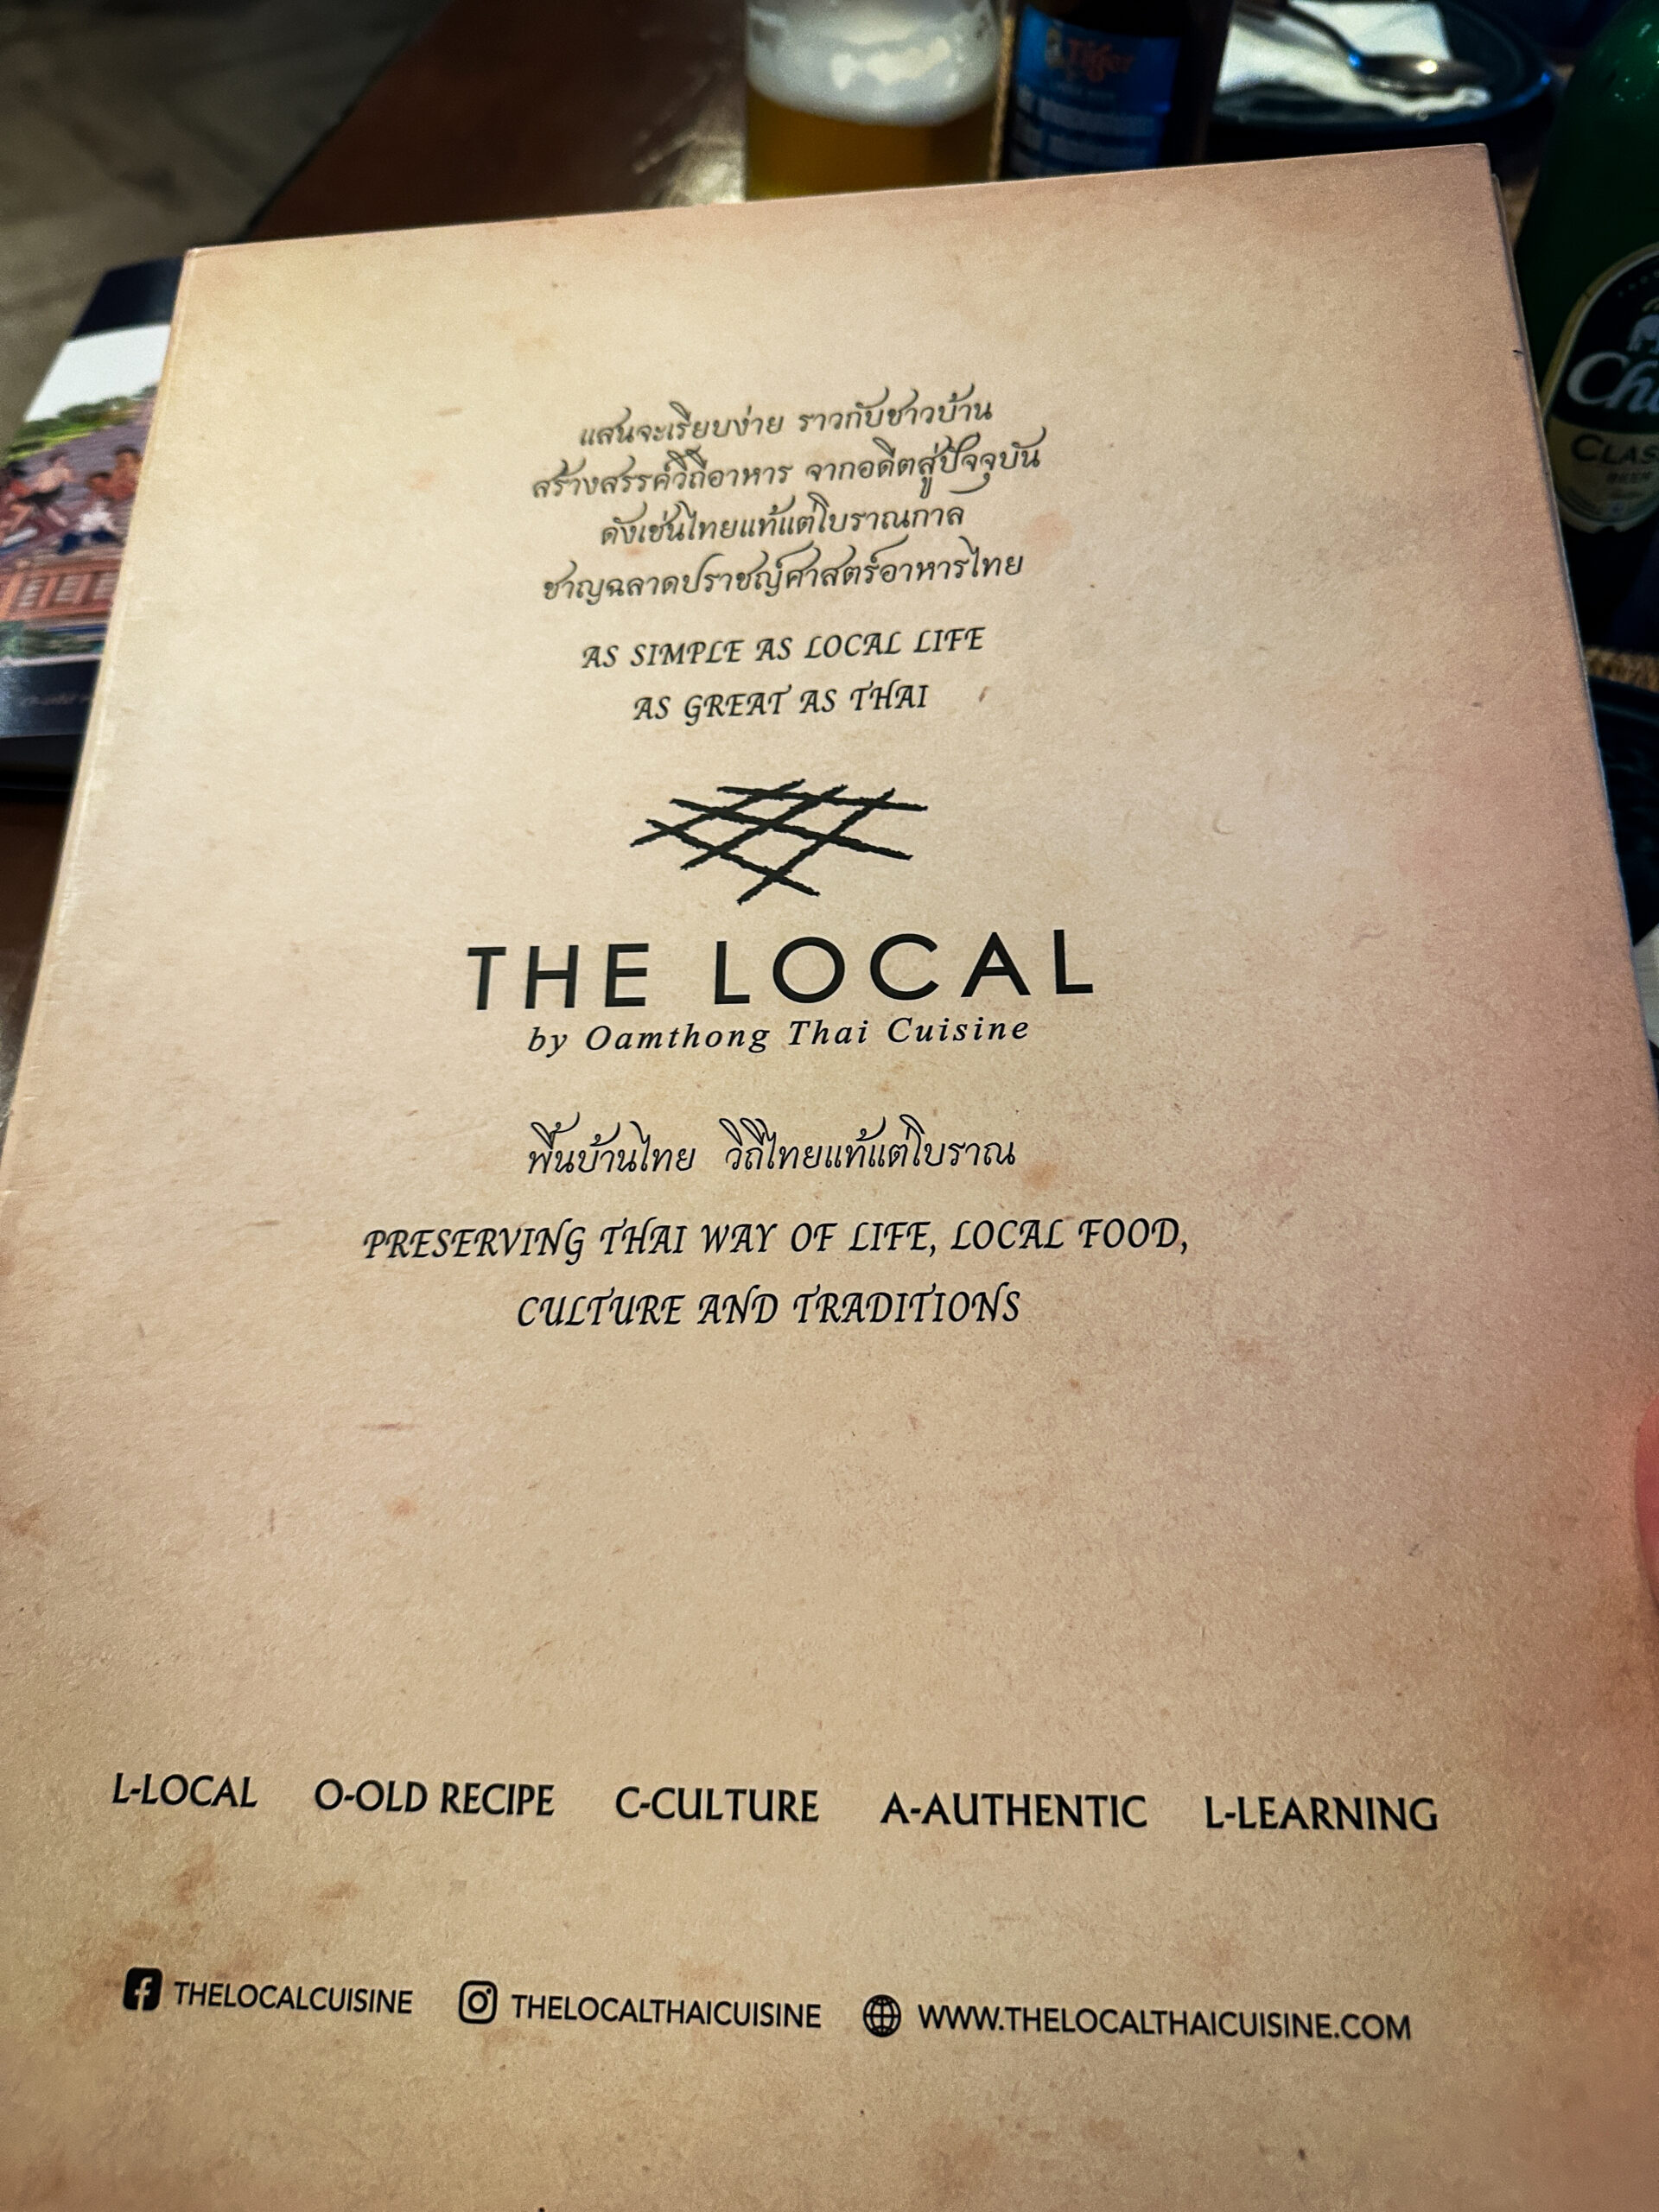 Tiger
แสนจะเรียบง่าย ราวกับชาวบ้าน
สร้างสรรค์วิถีอาหาร จากอดีตสู่ปัจจุบัน
ดังเช่นไทยแท้แต่โบราณกาล
ชาญฉลาดปราชญ์ศาสตร์อาหารไทย
AS SIMPLE AS LOCAL LIFE
AS GREAT AS THAI
THE LOCAL
by Oamthong Thai Cuisine
พื้นบ้านไทย วิถีไทยแท้แต่โบราณ
PRESERVING THAI WAY OF LIFE, LOCAL FOOD,
CULTURE AND TRADITIONS
L-LOCAL O-OLD RECIPE C-CULTURE A-AUTHENTIC L-LEARNING
THELOCALCUISINE THELOCALTHAICUISINE WWW.THELOCALTHAICUISINE.COM